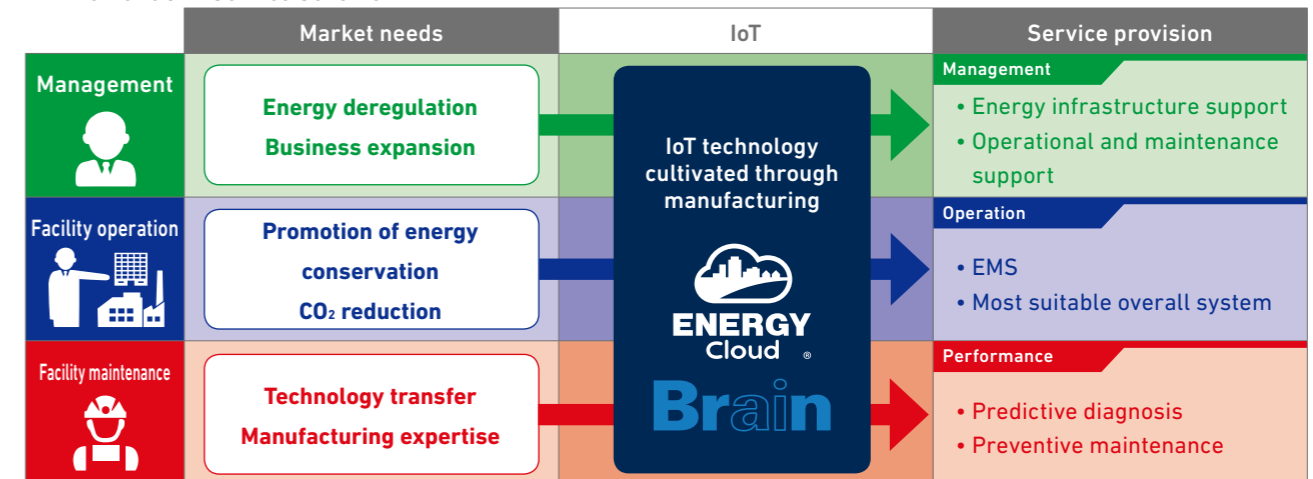 Market needs
IoT
Service provision
Management
Energy deregulation
Business expansion
IoT technology
cultivated through
manufacturing
ENERGY
Cloud ®
Brain
Management
• Energy infrastructure support
• Operational and maintenance
support
Facility operation
Promotion of energy
conservation
CO₂ reduction
Operation
• EMS
• Most suitable overall system
Facility maintenance
Technology transfer
Manufacturing expertise
Performance
• Predictive diagnosis
• Preventive maintenance